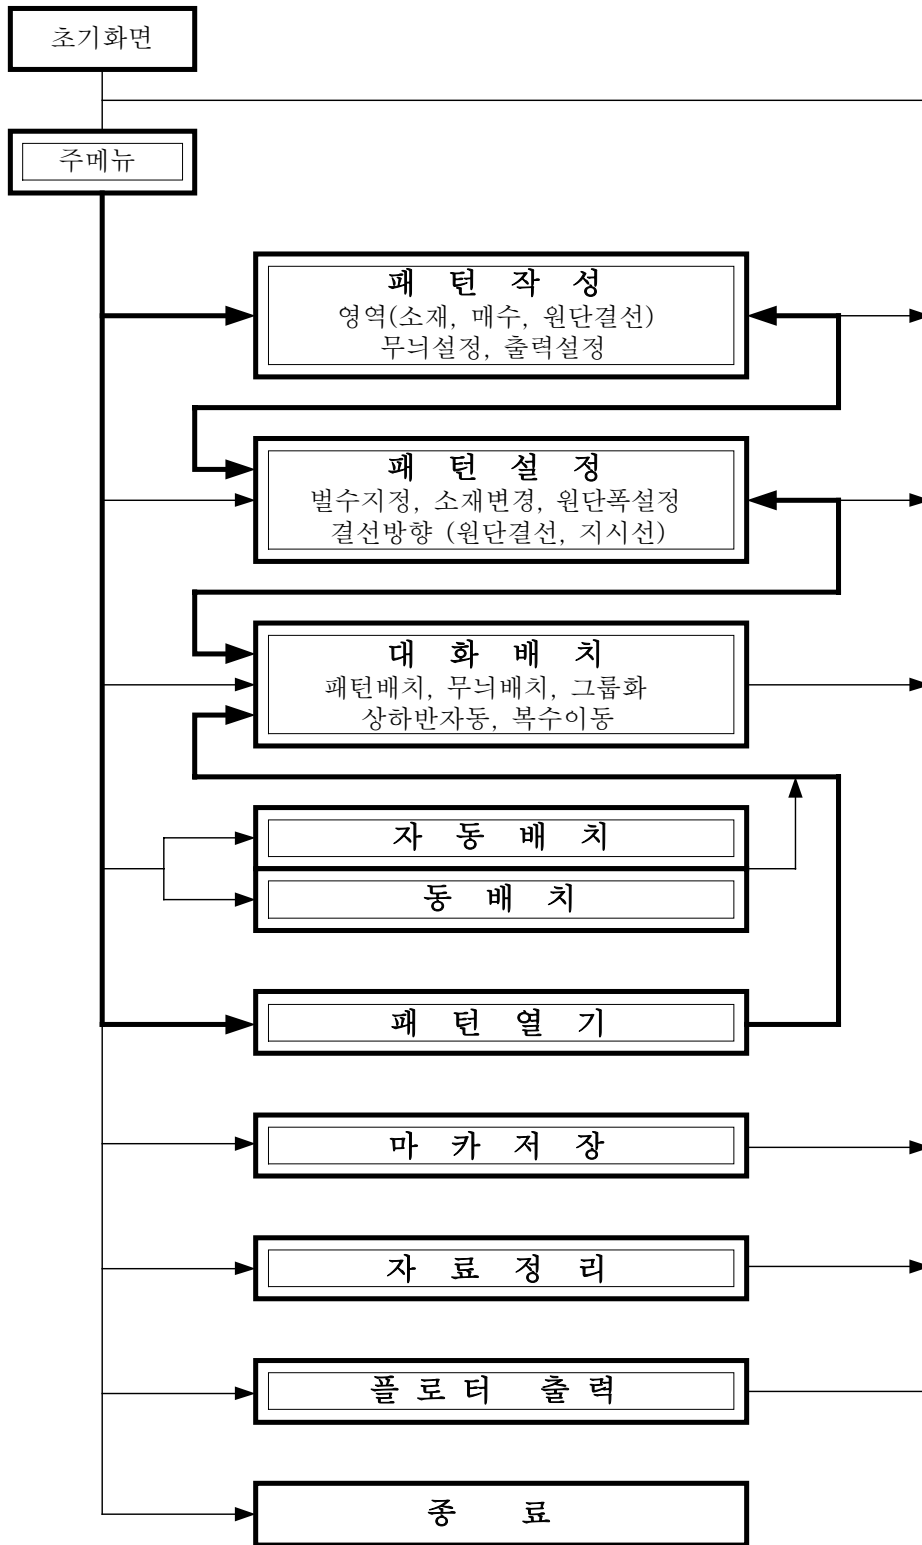 초기화면
주메뉴
패 턴 작 성
영역(소재, 매수, 원단결선)
무늬설정, 출력설정
패 턴 설 정
벌수지정, 소재변경, 원단폭설정
결선방향 (원단결선, 지시선)
대 화 배 치
패턴배치, 무늬배치, 그룹화
상하반자동, 복수이동
자 동 배 치
동 배 치
패 턴 열 기
마 카 저 장
자 료 정 리
플 로 터 출 력
종 료